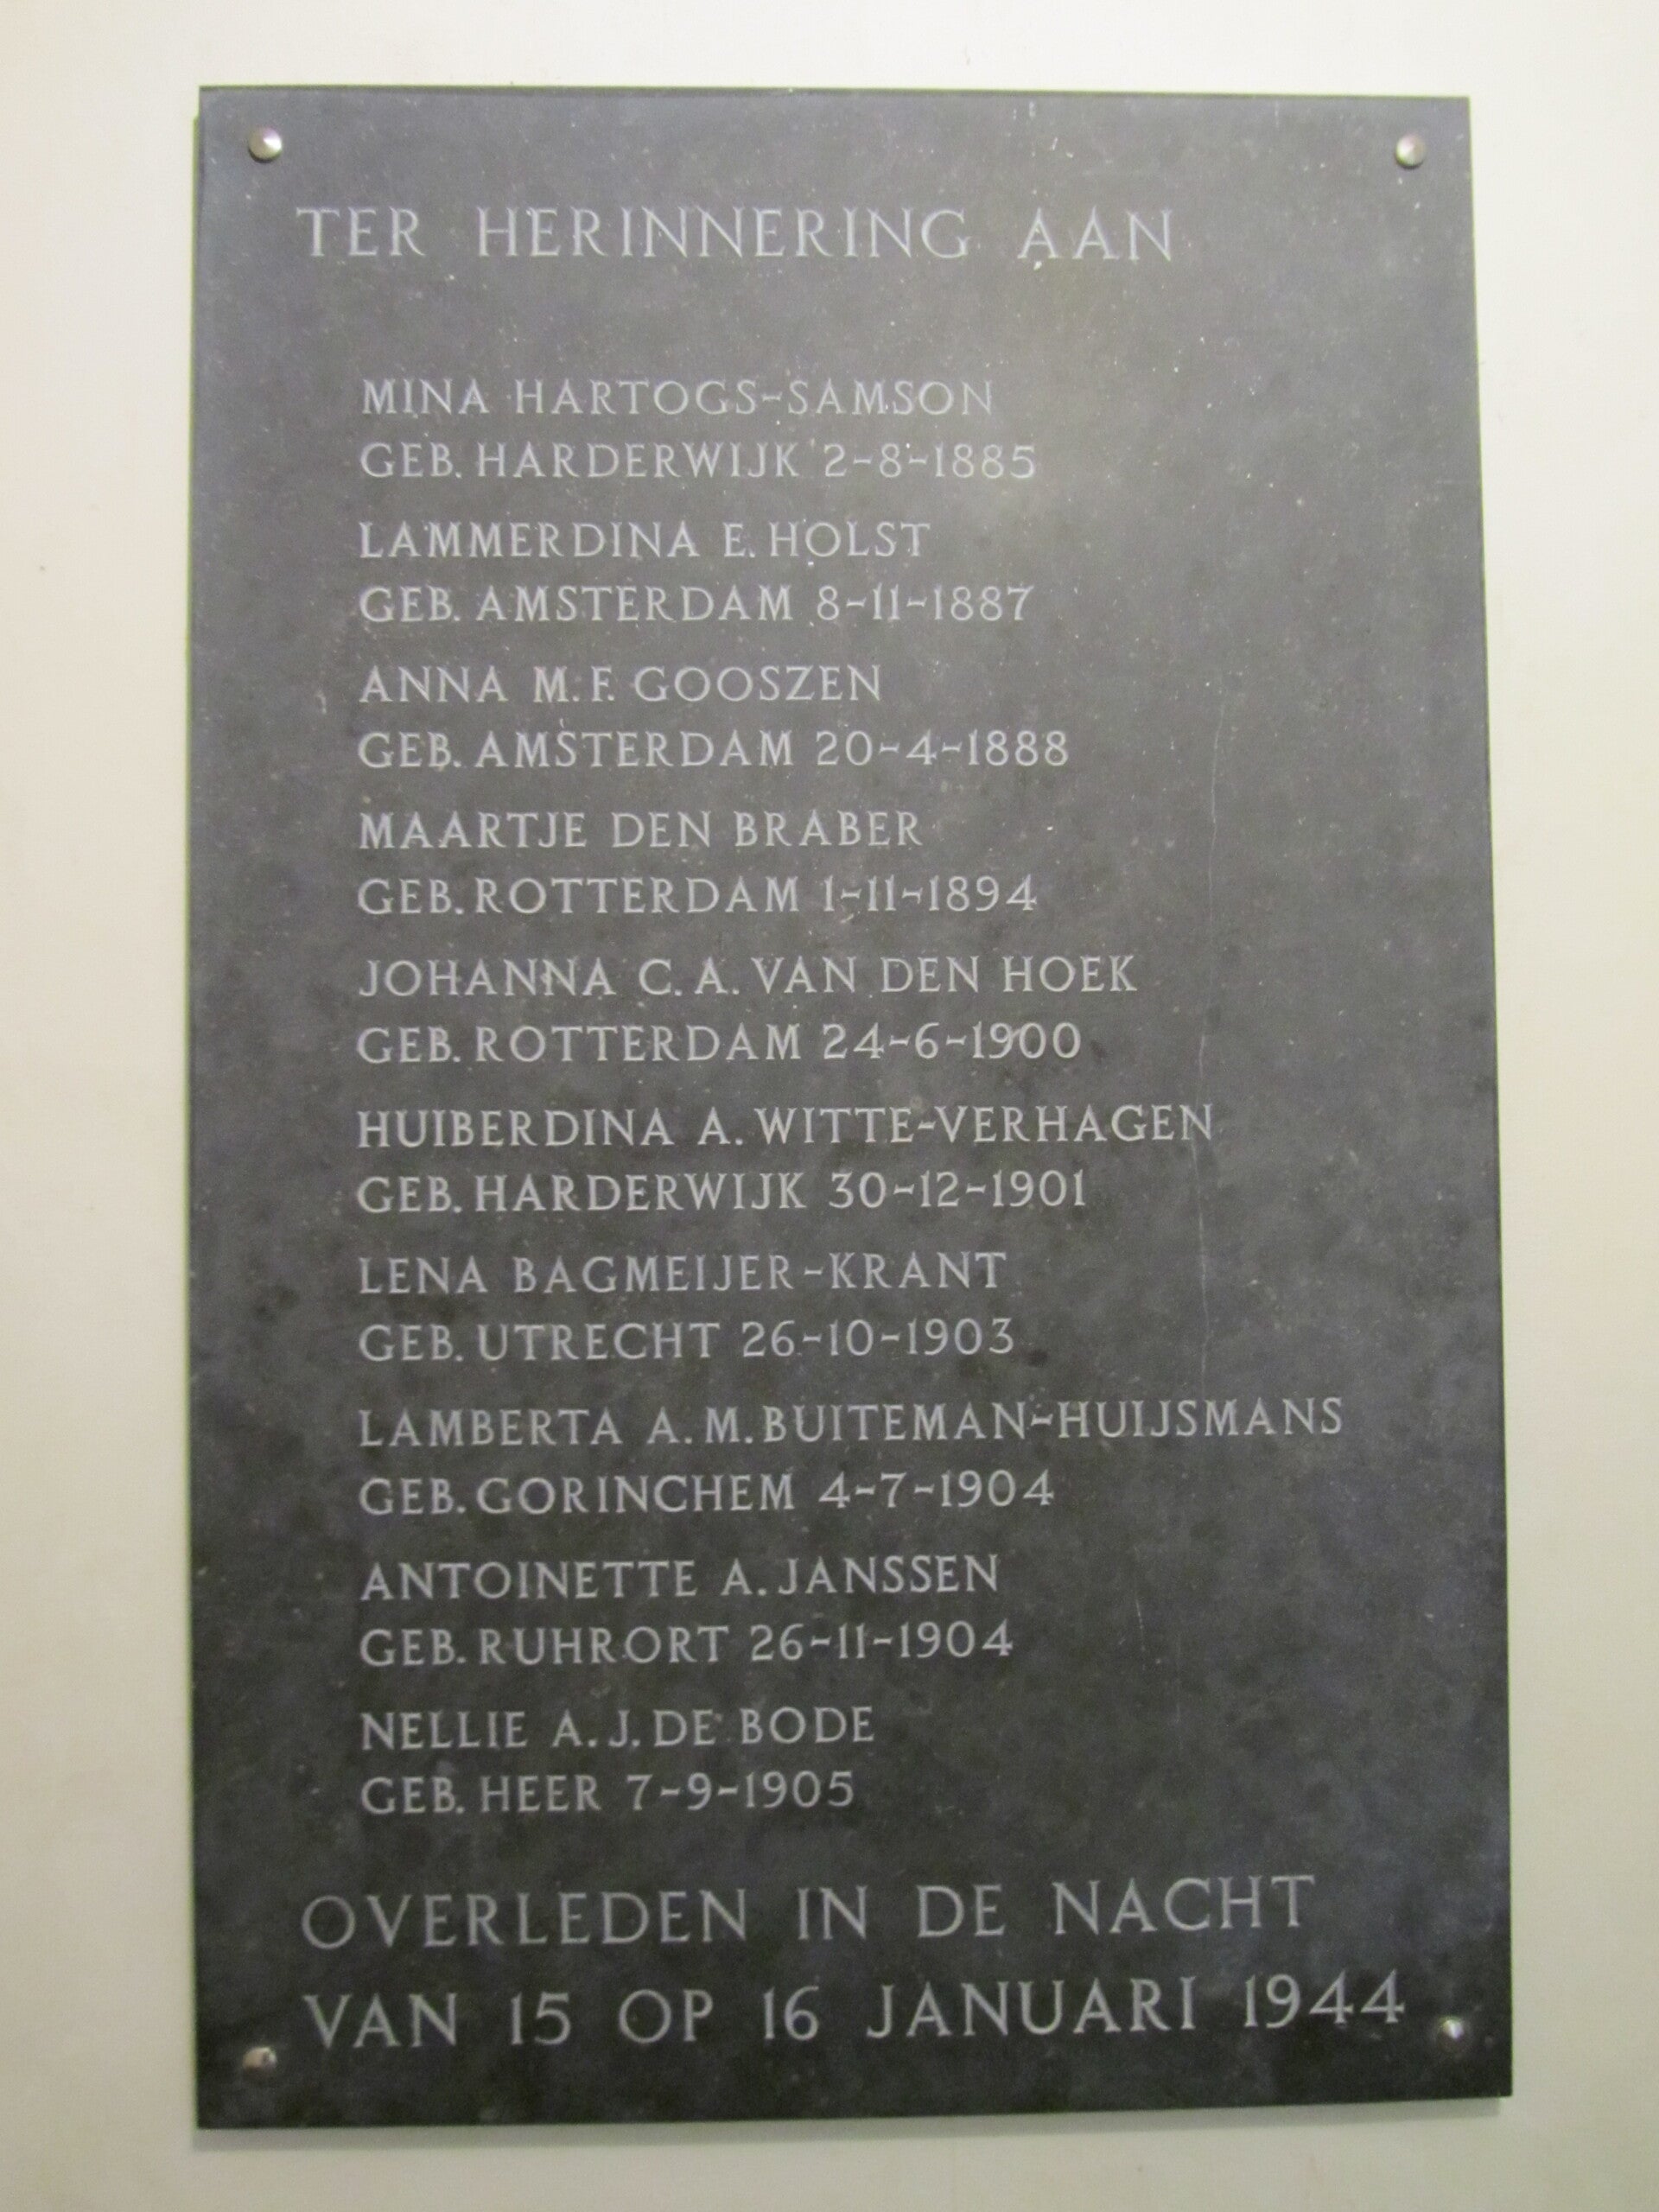 TER HERINNERING AAN
MINA HARTOGS-SAMSON
GEB. HARDERWIJK 2-8-1885
LAMMERDINA E. HOLST
GEB. AMSTERDAM 8-11-1887
ANNA M. F. GOOSZEN
GEB. AMSTERDAM 20-4-1888
MAARTJE DEN BRABER
GEB. ROTTERDAM 1-11-1894
JOHANNA C. A. VAN DEN HOEK
GEB. ROTTERDAM 24-6-1900
HUIBERDINA A. WITTE-VERHAGEN
GEB. HARDERWIJK 30-12-1901
LENA BAGMEIJER-KRANT
GEB. UTRECHT 26-10-1903
LAMBERTA A. M. BUITEMAN-HUIJSMANS
GEB. GORINCHEM 4-7-1904
ANTOINETTE A. JANSSEN
GEB. RUHRORT 26-11-1904
NELLIE A. J. DE BODE
GEB. HEER 7-9-1905
OVERLEDEN IN DE NACHT
VAN 15 OP 16 JANUARI 1944